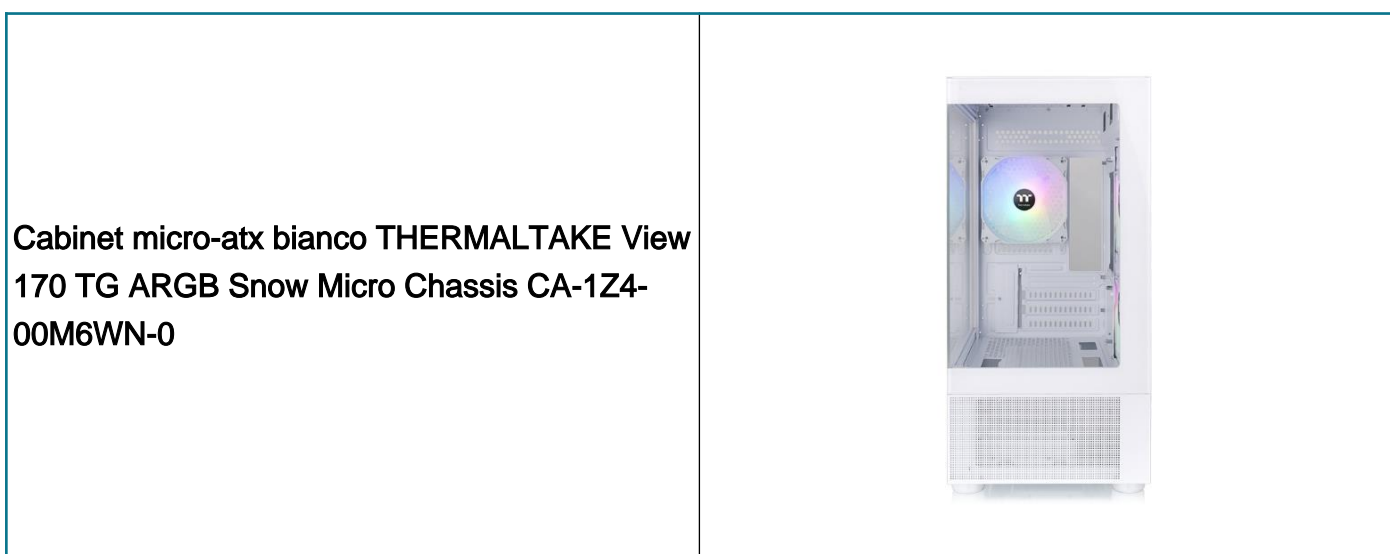 Cabinet micro-atx bianco THERMALTAKE View
170 TG ARGB Snow Micro Chassis CA-1Z4-
00M6WN-0